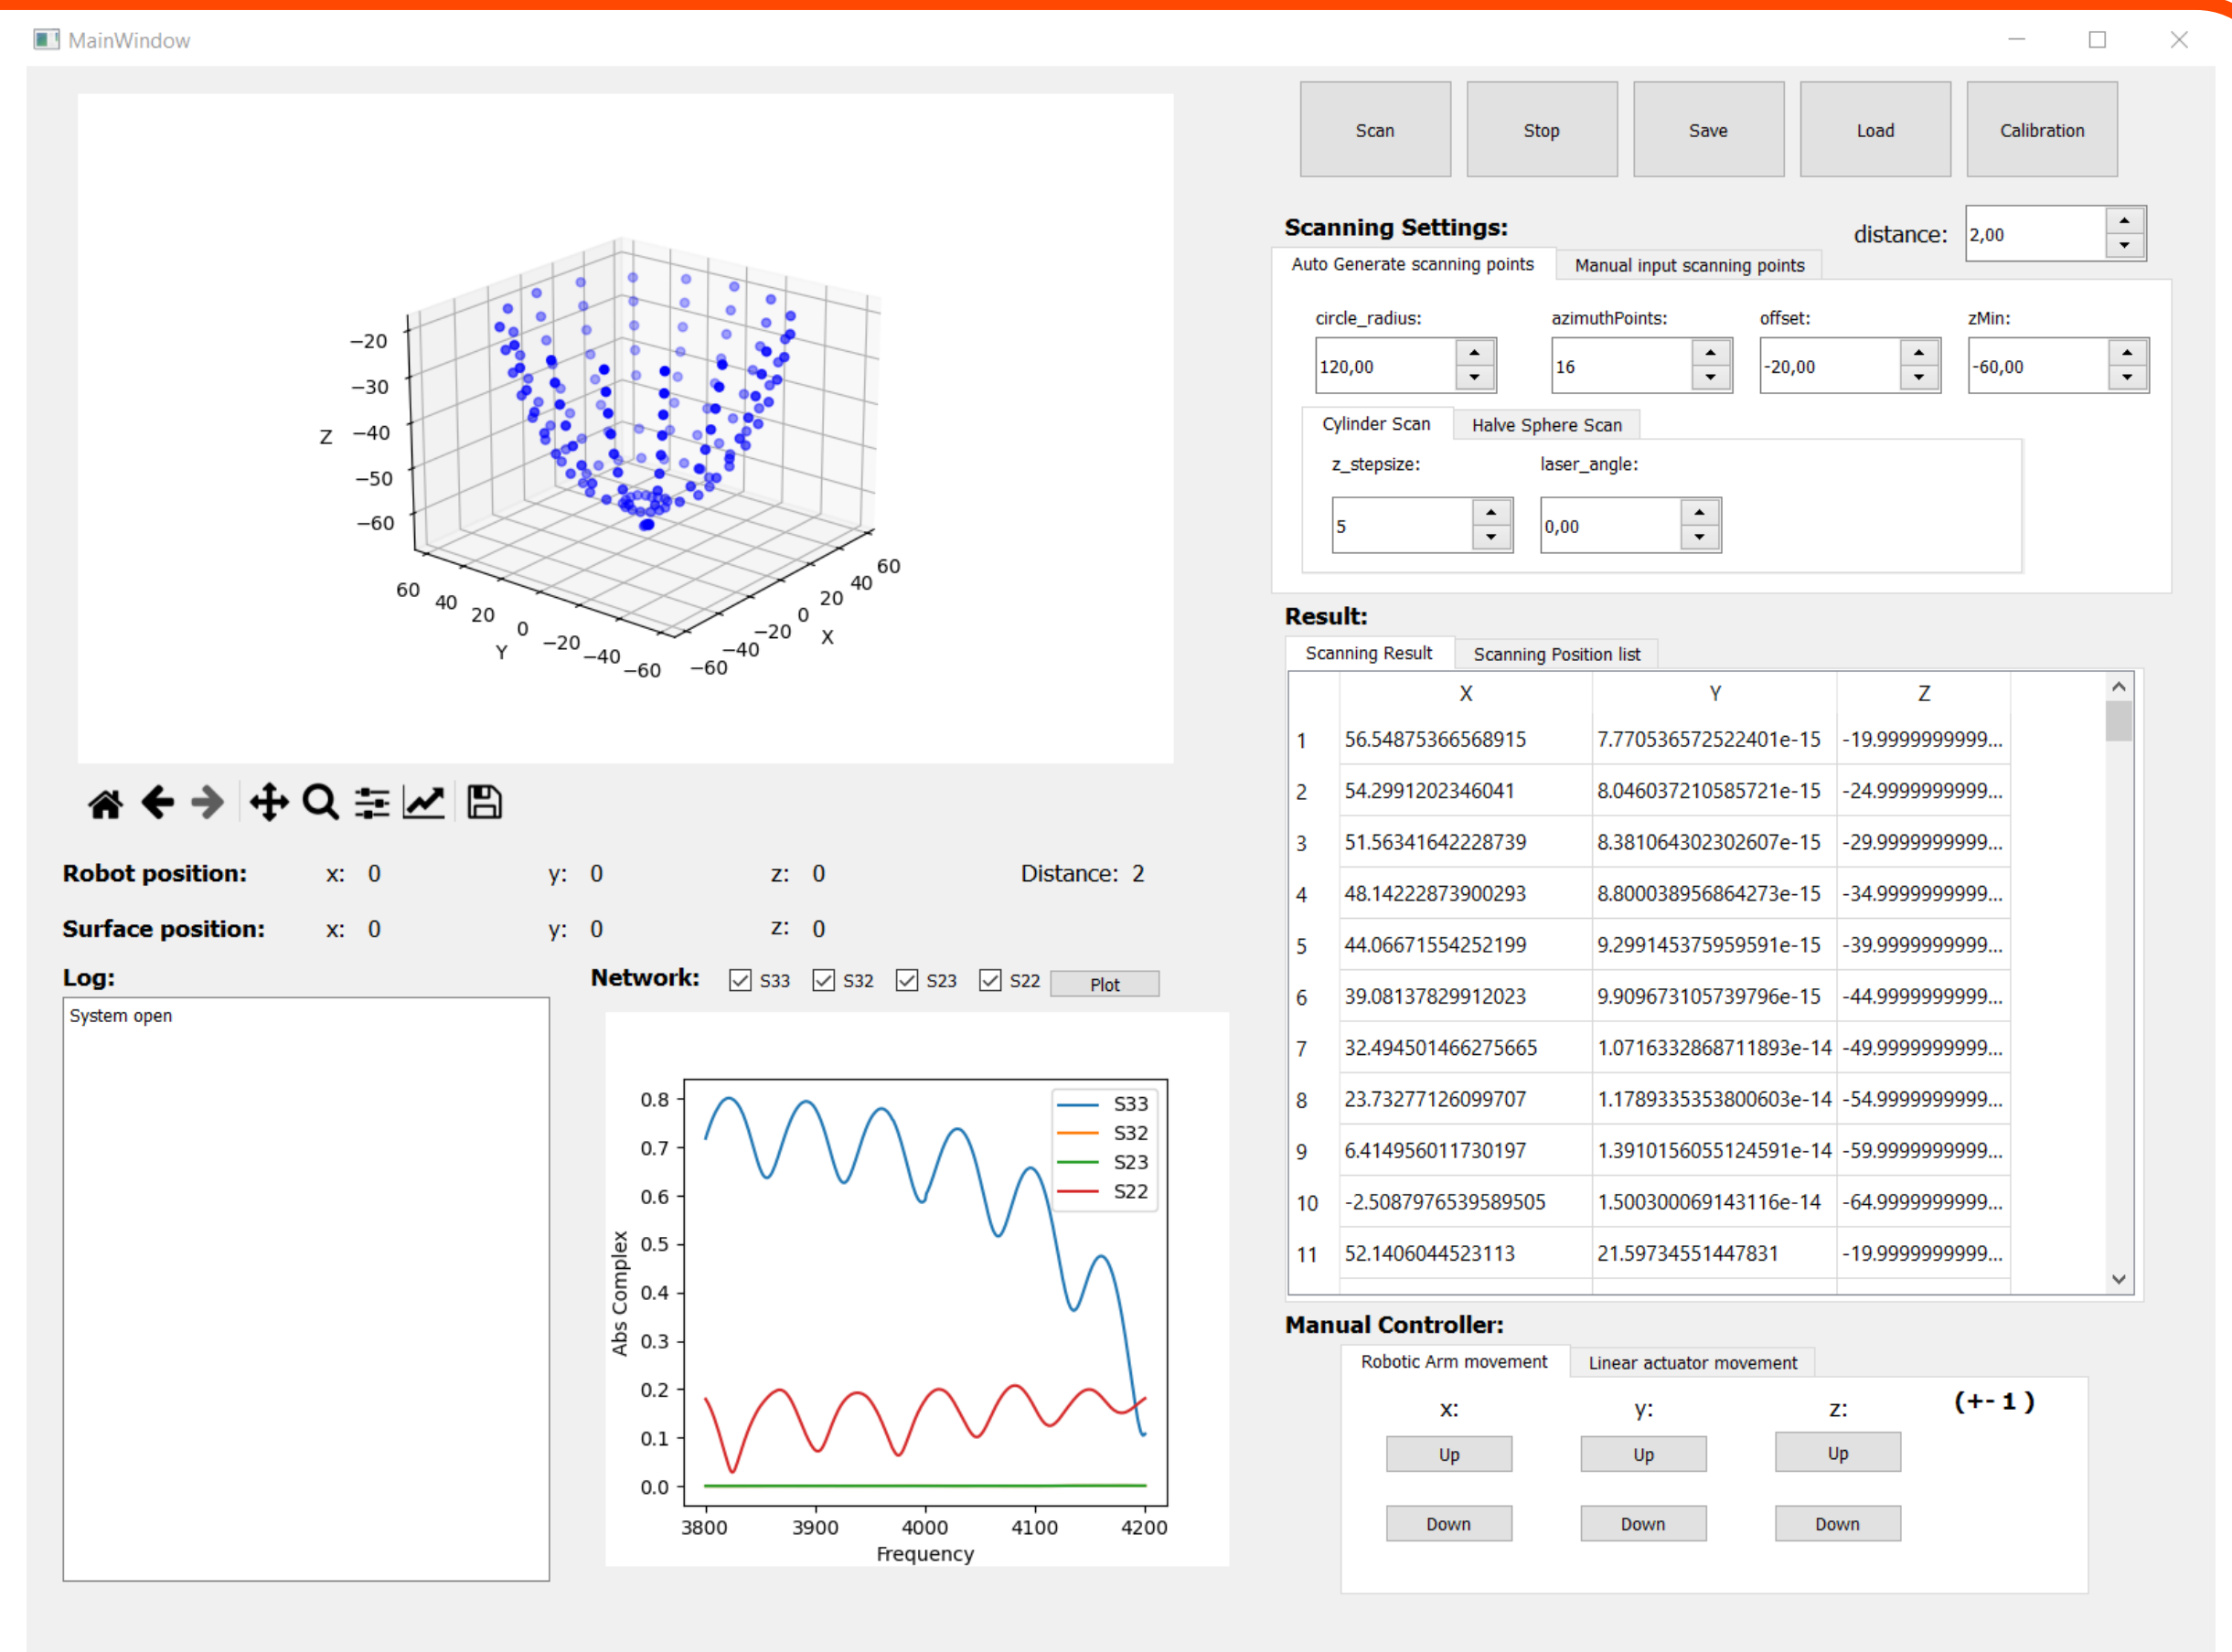 MainWindow
Scan Stop Save Load Calibration
Scanning Settings: distance: 2,00
Auto Generate scanning points Manual input scanning points
circle_radius: azimuthPoints: offset: zMin:
120,00 16 -20,00 -60,00
Cylinder Scan Halve Sphere Scan
z_stepsize: laser_angle:
5 0,00
−20
−30
Z −40
−50
−60
60 40 20 0 −20 −40 −60
Y
−60 −40 −20 0 20 40 60
X
Robot position: x: 0 y: 0 z: 0 Distance: 2
Surface position: x: 0 y: 0 z: 0
Log:
System open
Network: S33 S32 S23 S22 Plot
0.8
0.7
0.6
0.5
0.4
0.3
0.2
0.1
0.0
Abs Complex
S33
S32
S23
S22
3800 3900 4000 4100 4200
Frequency
Result:
Scanning Result Scanning Position list
X Y Z
1 56.54875366568915 7.770536572522401e-15 -19.9999999999...
2 54.2991202346041 8.046037210585721e-15 -24.9999999999...
3 51.56341642228739 8.381064302302607e-15 -29.9999999999...
4 48.14222873900293 8.800038956864273e-15 -34.9999999999...
5 44.06671554252199 9.299145375959591e-15 -39.9999999999...
6 39.08137829912023 9.909673105739796e-15 -44.9999999999...
7 32.494501466275665 1.0716332868711893e-14 -49.9999999999...
8 23.73277126099707 1.1789335353800603e-14 -54.9999999999...
9 6.414956011730197 1.3910156055124591e-14 -59.9999999999...
10 -2.5087976539589505 1.500300069143116e-14 -64.9999999999...
11 52.1406044523113 21.59734551447831 -19.9999999999...
Manual Controller:
Robotic Arm movement Linear actuator movement
x: y: z: (+- 1 )
Up Up Up
Down Down Down